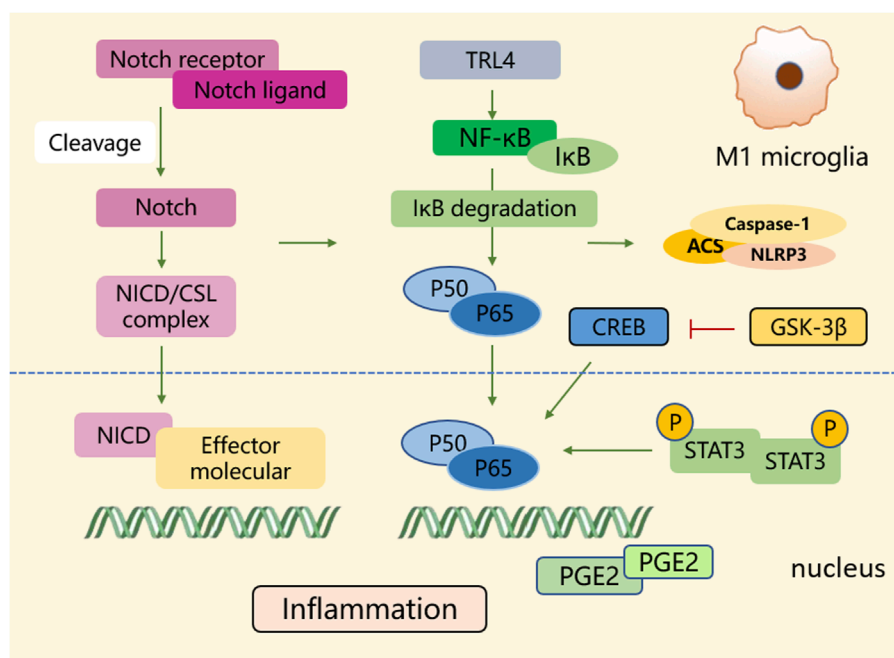 Notch receptor
Notch ligand
Cleavage
Notch
NICD/CSL
complex
NICD
Effector
molecular
TRL4
NF-κB
IκB
IκB degradation
P50
P65
P50
P65
M1 microglia
Caspase-1
ACS
NLRP3
CREB
GSK-3β
P
STAT3
P
STAT3
PGE2
PGE2
nucleus
Inflammation